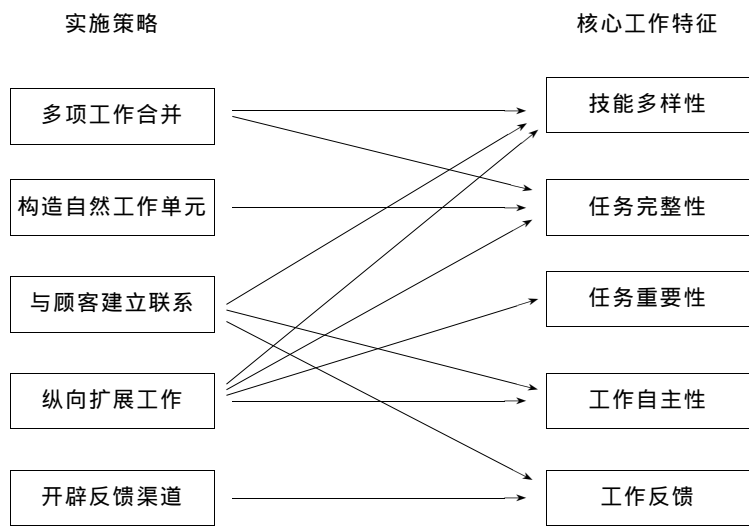 实施策略
核心工作特征
多项工作合并
技能多样性
构造自然工作单元
任务完整性
与顾客建立联系
任务重要性
纵向扩展工作
工作自主性
开辟反馈渠道
工作反馈